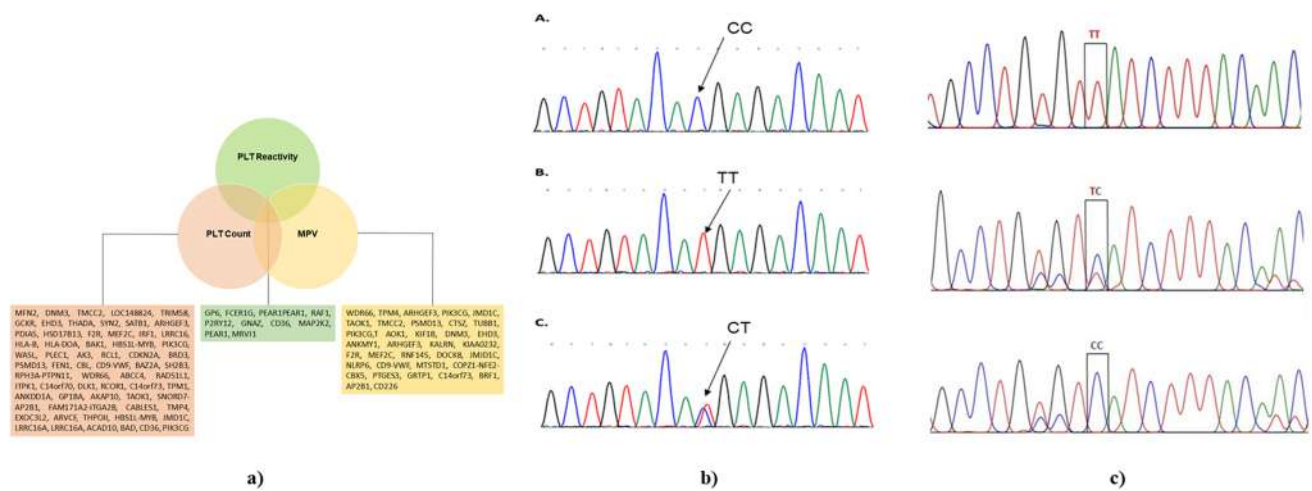 PLT Reactivity
PLT Count
MPV
MFN2, DNM3, TMCC2, LOC148824, TRIM58,
GCKR, EHD3, THADA, SYN2, SATB1, ARHGEF3,
PDIA5, HSD17B13, F2R, MEF2C, IRF1, LRRC16,
HLA-B, HLA-DOA, BAK1, HBS1L-MYB, PIK3CG,
WASL, PLEC1, AK3, RCL1, CDKN2A, BRD3,
PSMD13, FEN1, CBL, CD9-VWF, BAZ2A, SH2B3,
RPH3A-PTPN11, WDR66, ABCC4, RAD51L1,
ITPK1, C14orf70, DLK1, RCOR1, C14orf73, TPM1,
ANKDD1A, GP1BA, AKAP10, TAOK1, SNORD7-
AP2B1, FAM171A2-ITGA2B, CABLES1, TMP4,
EXOC3L2, ARVCF, THPOII, HBS1L-MYB, JMD1C,
LRRC16A, LRRC16A, ACAD10, BAD, CD36, PIK3CG
GP6, FCER1G, PEAR1PEAR1, RAF1,
P2RY12, GNAZ, CD36, MAP2K2,
PEAR1, MRVI1
WDR66, TPM4, ARHGEF3, PIK3CG, JMD1C,
TAOK1, TMCC2, PSMD13, CTSZ, TUBB1,
PIK3CG,T AOK1, KIF1B, DNM3, EHD3,
ANKMY1, ARHGEF3, KALRN, KIAA0232,
F2R, MEF2C, RNF145, DOCK8, JMJD1C,
NLRP6, CD9-VWF, MTSTD1, COPZ1-NFE2-
CBX5, PTGES3, GRTP1, C14orf73, BRF1,
AP2B1, CD226
a)
A.
CC
B.
TT
C.
CT
b)
TT
TC
CC
c)